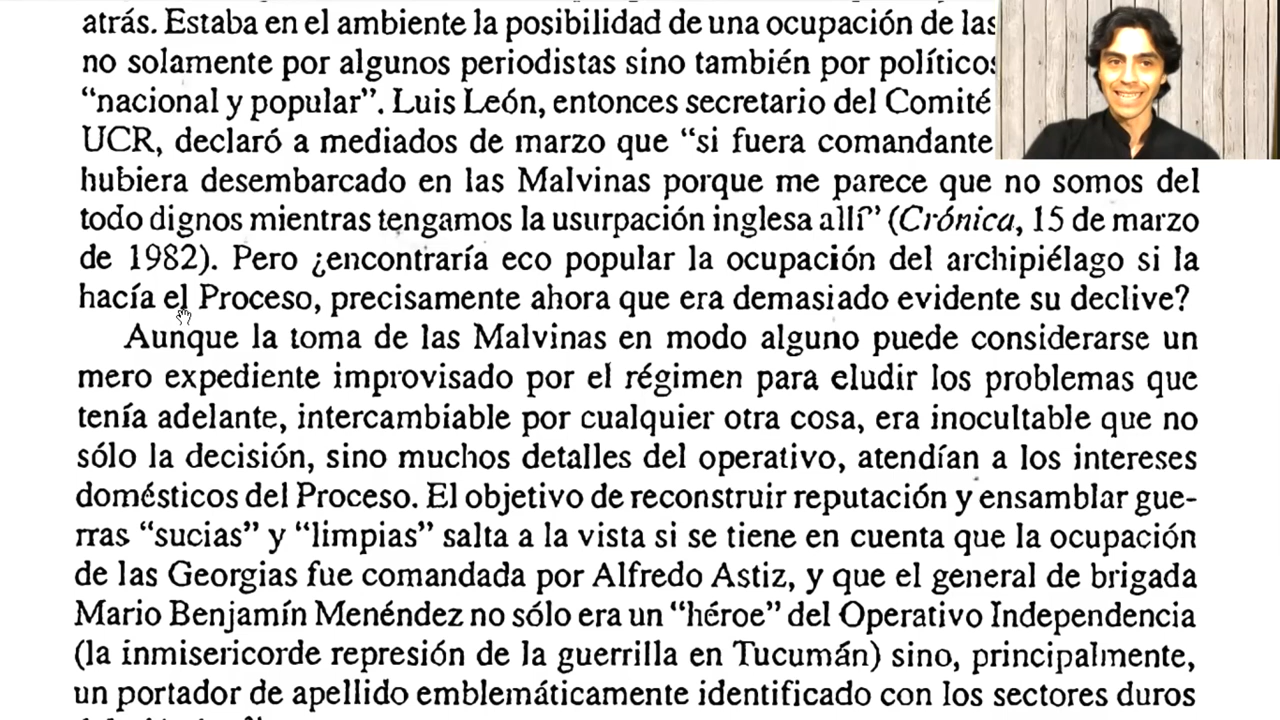 atrás. Estaba en el ambiente la posibilidad de una ocupación de las
no solamente por algunos periodistas sino también por políticos
“nacional y popular”. Luis León, entonces secretario del Comité
UCR, declaró a mediados de marzo que “si fuera comandante
hubiera desembarcado en las Malvinas porque me parece que no somos del
todo dignos mientras tengamos la usurpación inglesa allí” (Crónica, 15 de marzo
de 1982). Pero ¿encontraría eco popular la ocupación del archipiélago si la
hacía el Proceso, precisamente ahora que era demasiado evidente su declive?
Aunque la toma de las Malvinas en modo alguno puede considerarse un
mero expediente improvisado por el régimen para eludir los problemas que
tenía adelante, intercambiable por cualquier otra cosa, era inocultable que no
sólo la decisión, sino muchos detalles del operativo, atendían a los intereses
domésticos del Proceso. El objetivo de reconstruir reputación y ensamblar gue-
rras “sucias” y “limpias” salta a la vista si se tiene en cuenta que la ocupación
de las Georgias fue comandada por Alfredo Astiz, y que el general de brigada
Mario Benjamín Menéndez no sólo era un “héroe” del Operativo Independencia
(la inmisericorde represión de la guerrilla en Tucumán) sino, principalmente,
un portador de apellido emblemáticamente identificado con los sectores duros